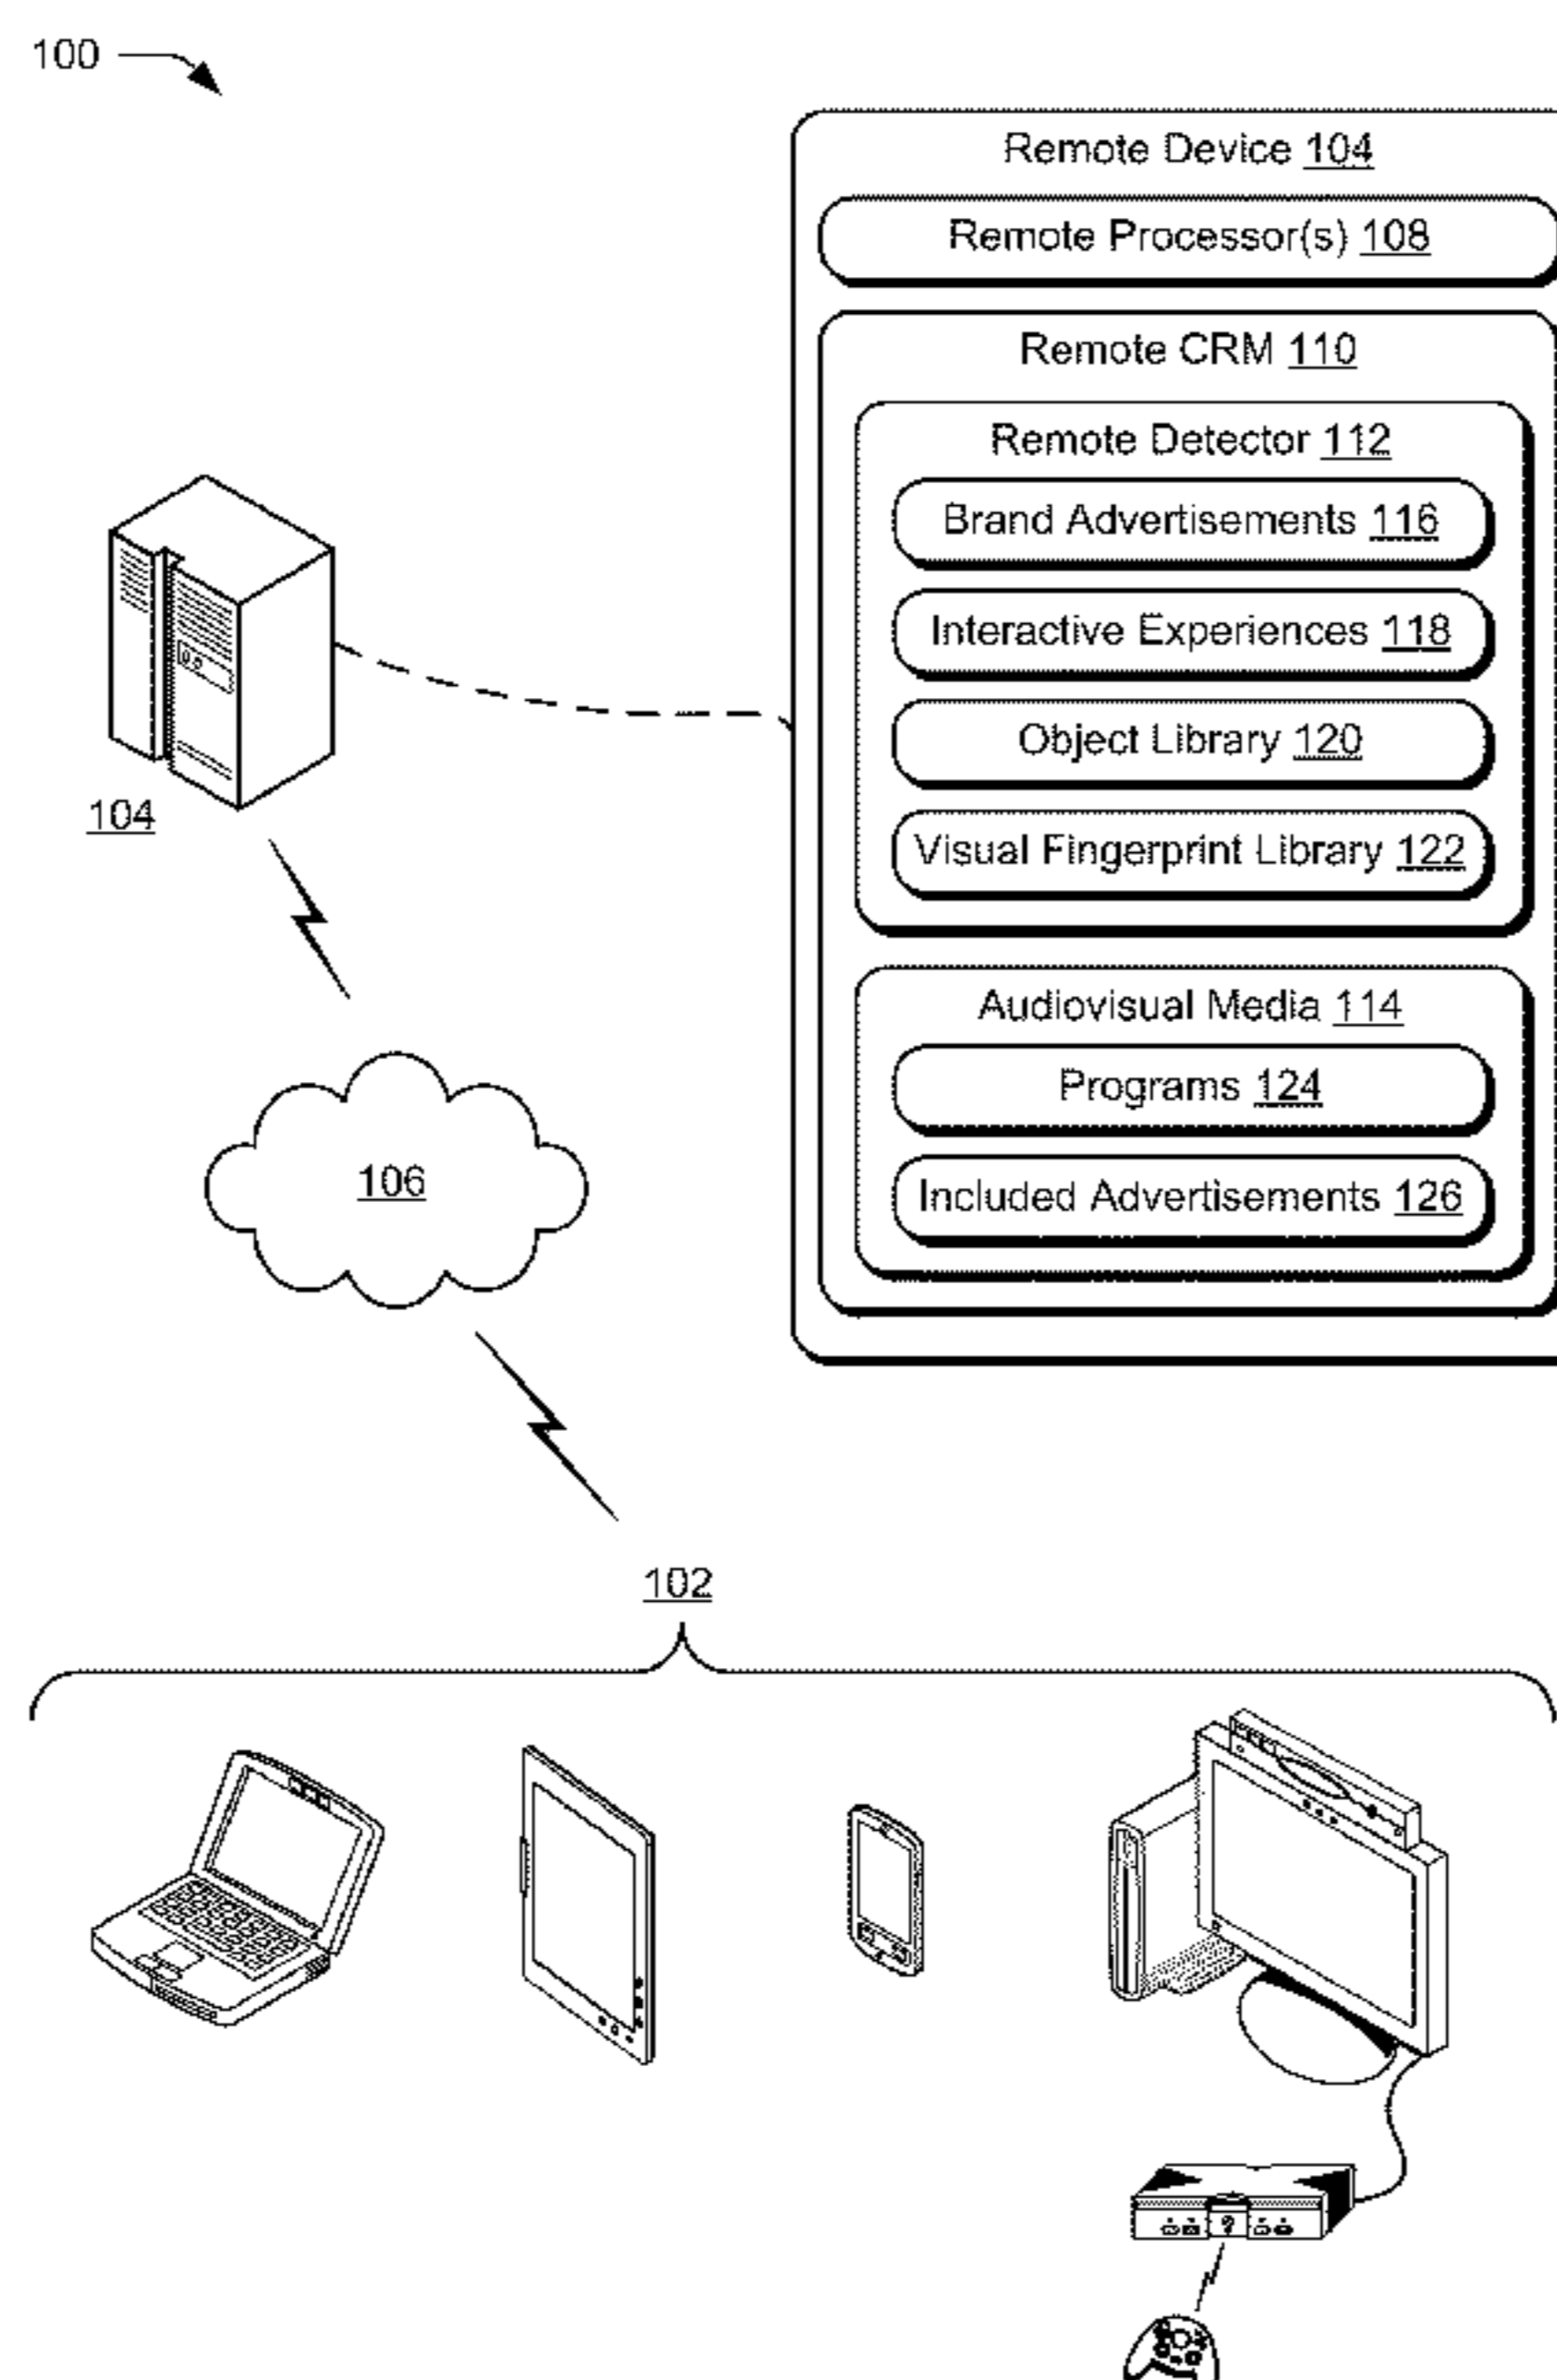 100
Remote Device 104
Remote Processor(s) 108
Remote CRM 110
Remote Detector 112
Brand Advertisements 116
Interactive Experiences 118
Object Library 120
Visual Fingerprint Library 122
104
Audiovisual Media 114
Programs 124
106
Included Advertisements 126
102